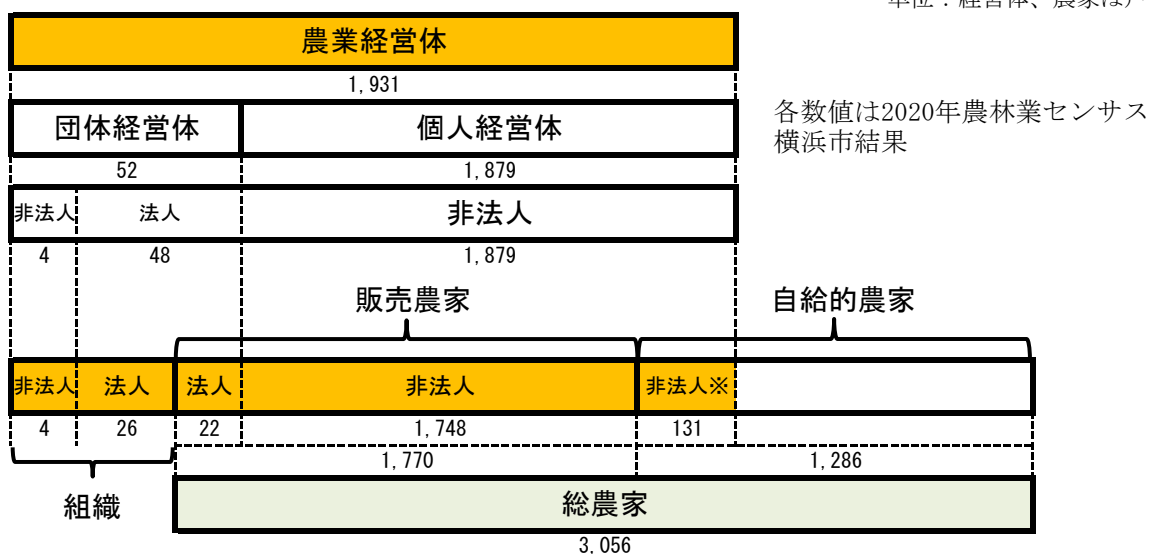 単位：経営体、農家は戸
農業経営体
1,931
各数値は2020年農林業センサス
横浜市結果
団体経営体 個人経営体
52 1,879
非法人 法人 非法人
4 48 1,879
販売農家 自給的農家
非法人 法人 法人 非法人 非法人※
4 26 22 1,748 131
1,770 1,286
組織 総農家
3,056